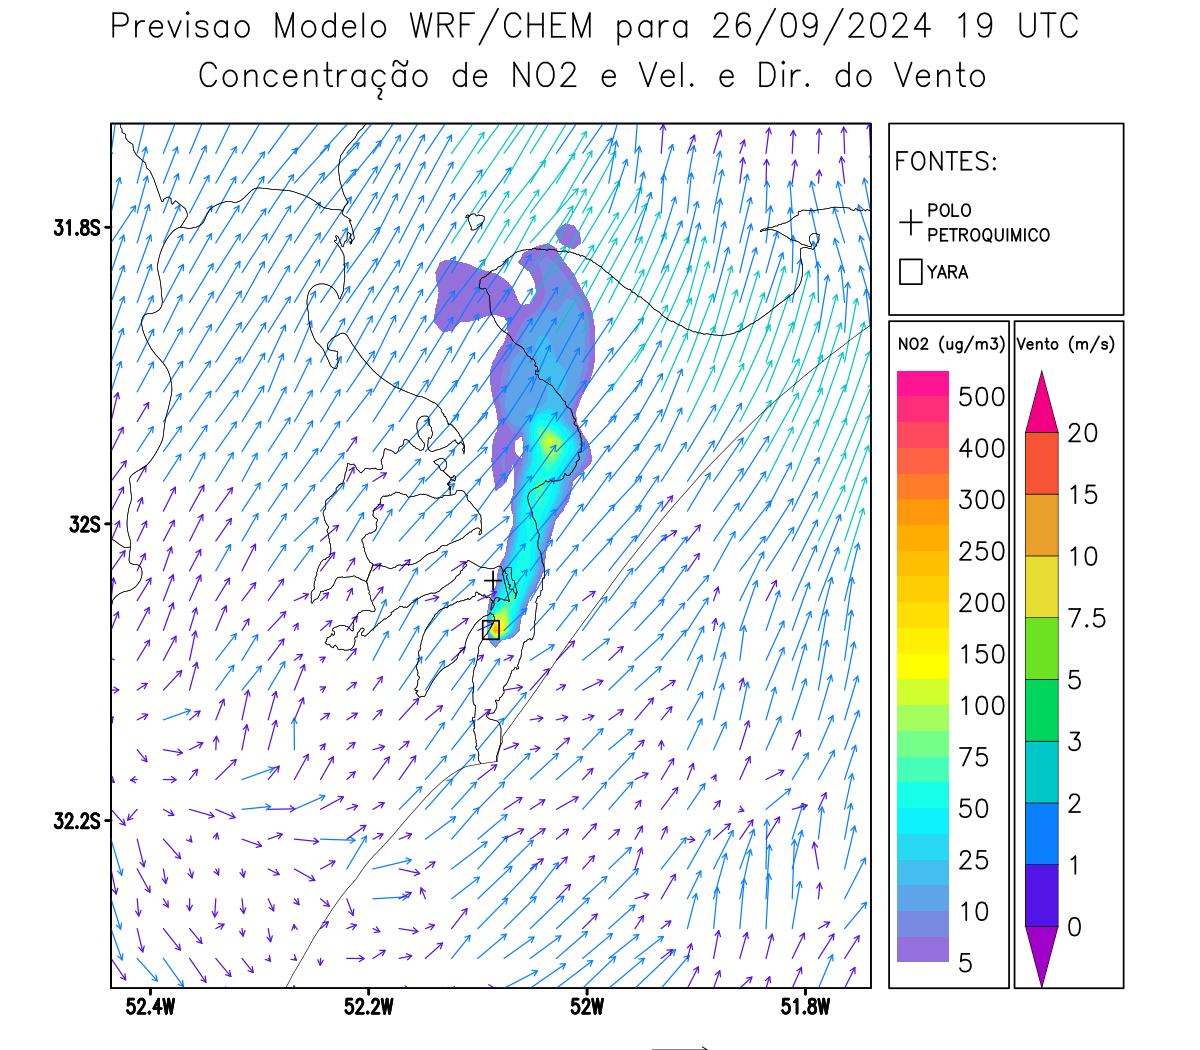 Previsao Modelo WRF/CHEM para 26/09/2024 19 UTC
Concentração de NO2 e Vel. e Dir. do Vento
FONTES:
POLO
PETROQUIMICO
YARA
NO2 (ug/m3)
500
400
300
250
200
150
100
75
50
25
10
5
Vento (m/s)
20
15
10
7.5
5
3
2
1
0
31.8S
32S
32.2S
52.4W
52.2W
52W
51.8W